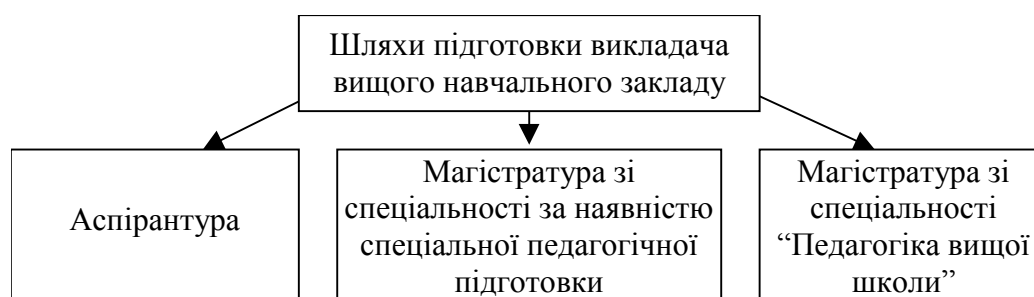 Шляхи підготовки викладача
вищого навчального закладу
Аспірантура
Магістратура зі
спеціальності за наявністю
спеціальної педагогічної
підготовки
Магістратура зі
спеціальності
“Педагогіка вищої
школи”